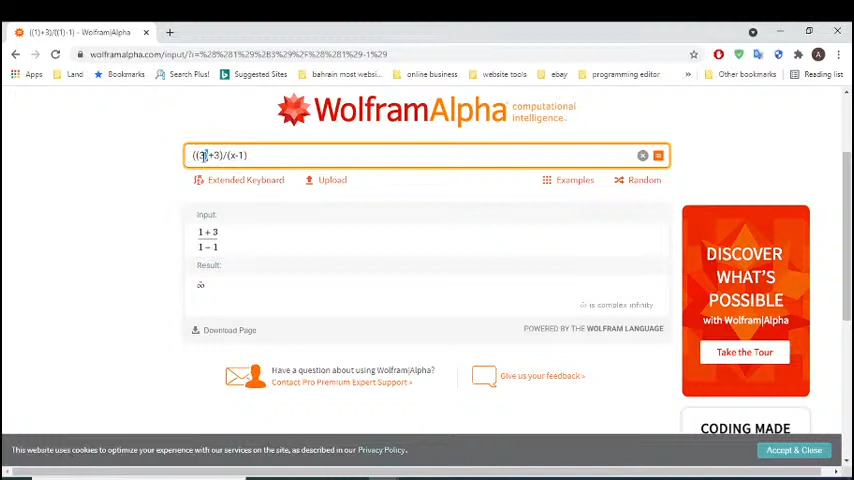 ((1)+3)/((1)-1) - Wolfram|Alpha
wolframalpha.com/input/?i=%28%281%29%2B3%29%2F%28%281%29-1%29
Apps Land Bookmarks Search Plus! Suggested Sites bahrain most websi... online business website tools ebay programming editor » Other bookmarks Reading list
A
WolframAlpha computational intelligence.
((3)+3)/(x-1)
Extended Keyboard Upload Examples Random
Input:
1 + 3
1 − 1
Result:
∞̃
∞̃ is complex infinity
Download Page POWERED BY THE WOLFRAM LANGUAGE
Have a question about using Wolfram|Alpha?
Contact Pro Premium Expert Support »
Give us your feedback »
DISCOVER
WHAT'S
POSSIBLE
with Wolfram|Alpha
Take the Tour
CODING MADE
This website uses cookies to optimize your experience with our services on the site, as described in our Privacy Policy.
Accept & Close